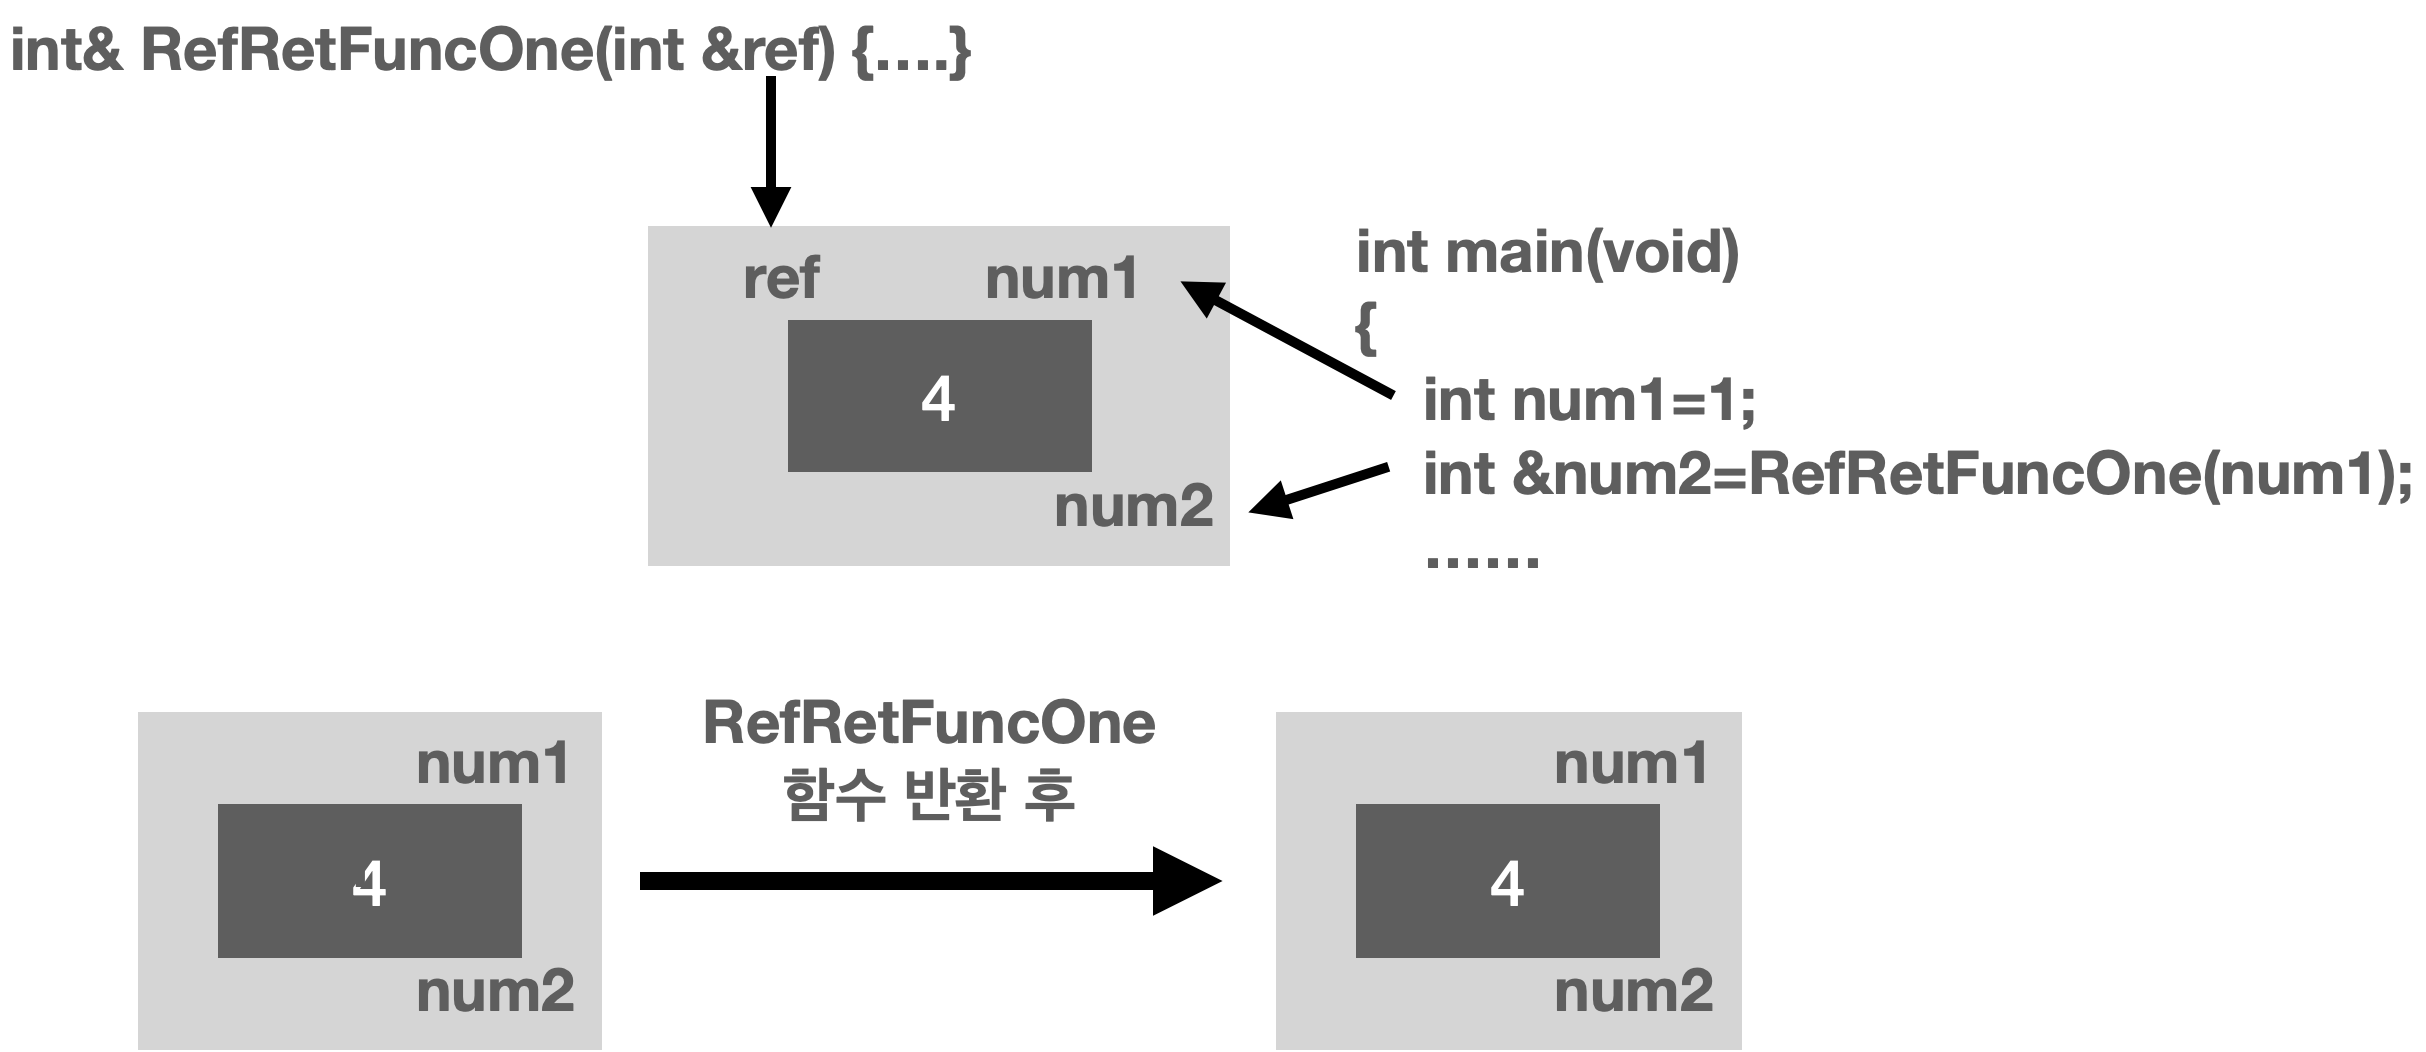 int& RefRetFuncOne(int &ref) {....}
ref num1
4
num2
int main(void)
{
int num1=1;
int &num2=RefRetFuncOne(num1);
......
num1
4
num2
RefRetFuncOne
함수 반환 후
num1
4
num2